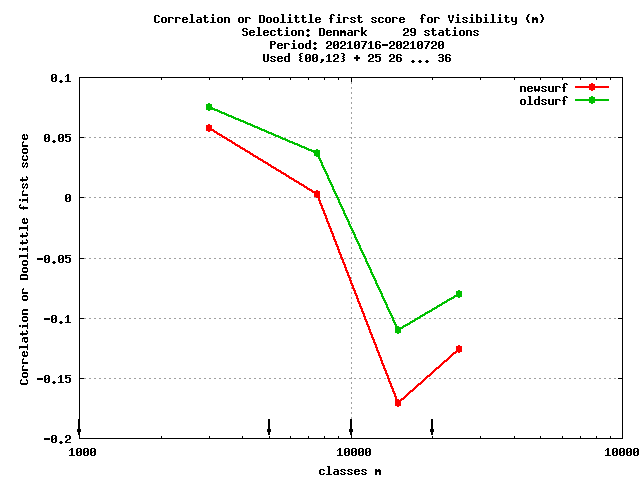 Correlation or Doolittle first score  for Visibility (m)
Selection: Denmark     29 stations
Period: 20210716-20210720
Used {00,12} + 25 26 ... 36
newsurf
oldsurf
Correlation or Doolittle first score
0.1
0.05
0
-0.05
-0.1
-0.15
-0.2
1000
10000
10000
classes m